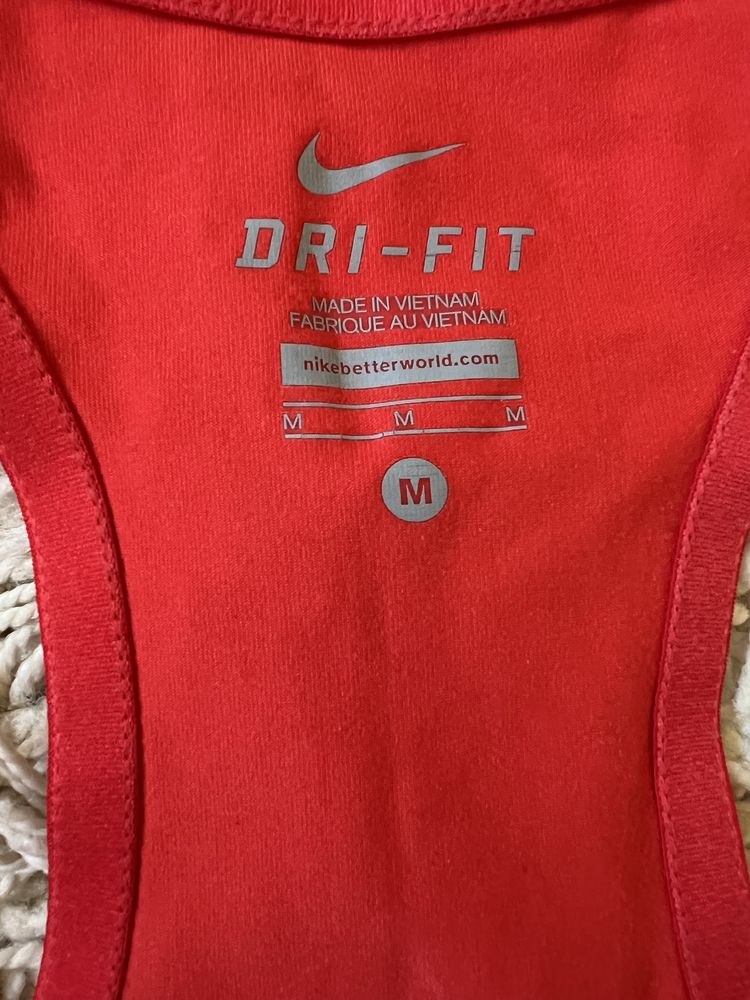 DRI-FIT
MADE IN VIETNAM
FABRIQUE AU VIETNAM
nikebetterworld.com
M M M
M